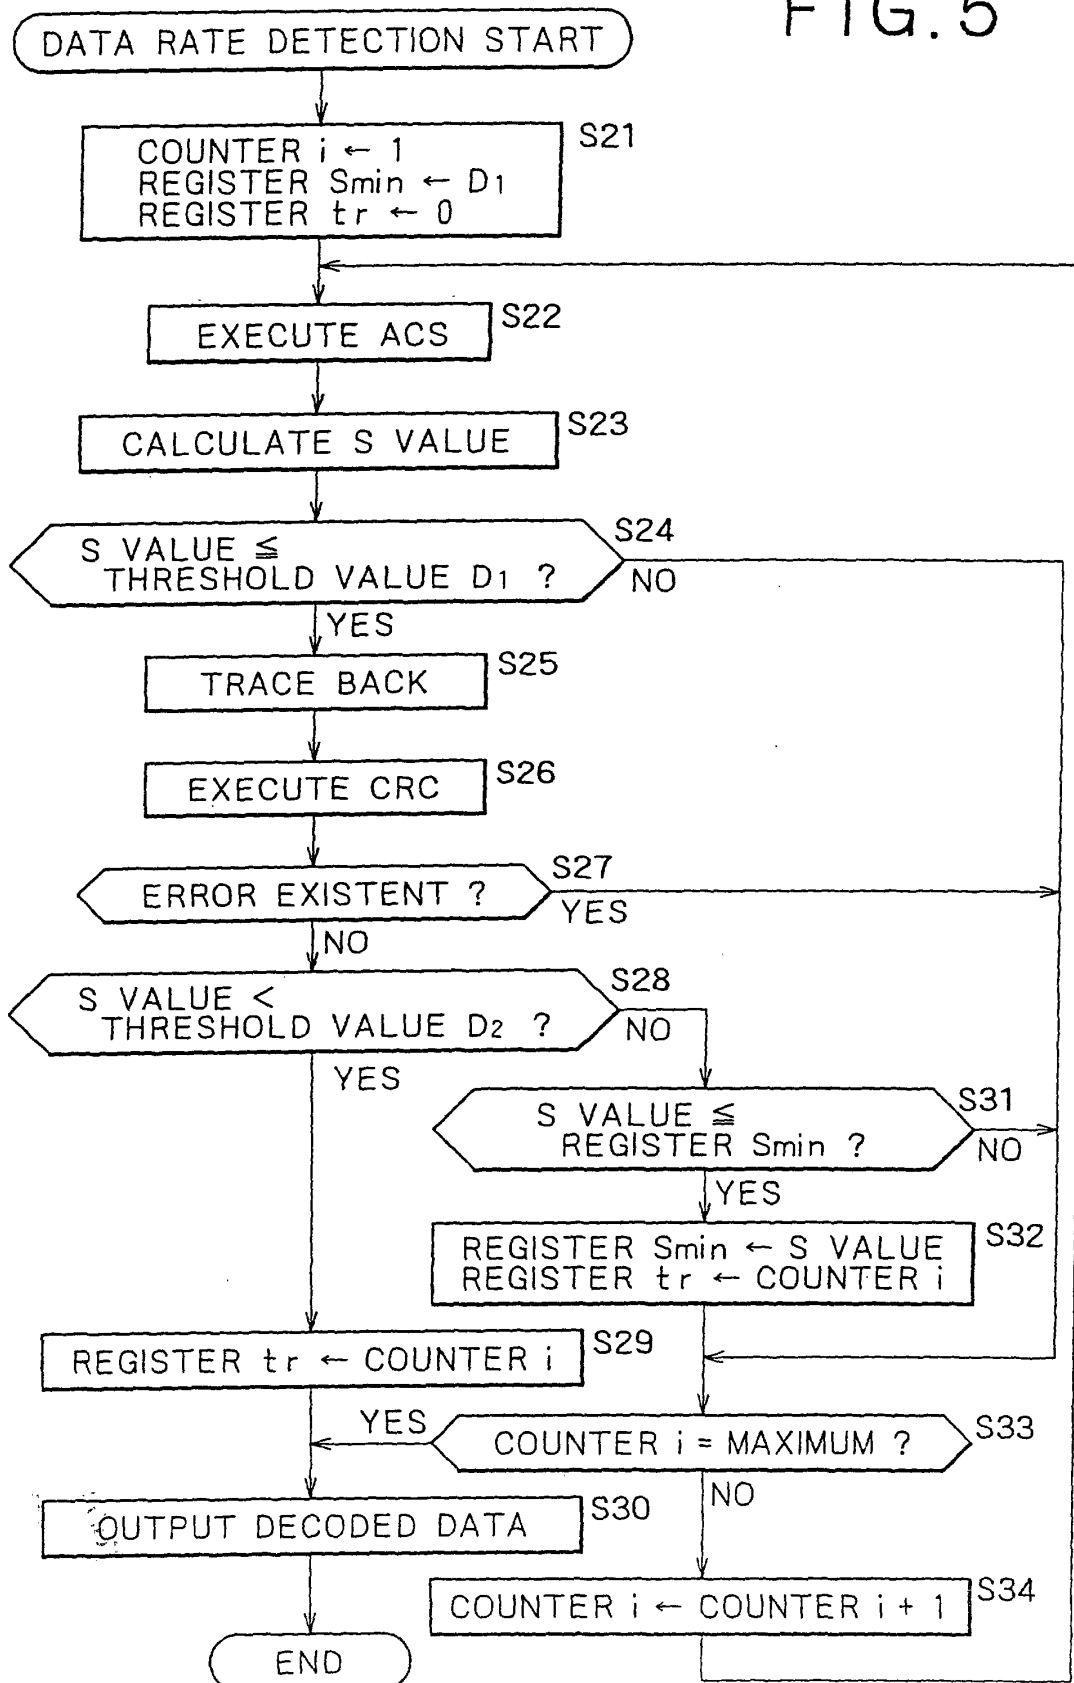 FIG. 5
DATA RATE DETECTION START
S21
COUNTER i ← 1
REGISTER Smin ← D1
REGISTER tr ← 0
S22
EXECUTE ACS
S23
CALCULATE S VALUE
S24
S VALUE ≦
THRESHOLD VALUE D1 ?
NO
YES
S25
TRACE BACK
S26
EXECUTE CRC
S27
ERROR EXISTENT ?
YES
NO
S28
S VALUE <
THRESHOLD VALUE D2 ?
NO
YES
S31
S VALUE ≦
REGISTER Smin ?
NO
YES
S32
REGISTER Smin ← S VALUE
REGISTER tr ← COUNTER i
S29
REGISTER tr ← COUNTER i
YES
S33
COUNTER i = MAXIMUM ?
NO
S30
OUTPUT DECODED DATA
S34
COUNTER i ← COUNTER i + 1
END